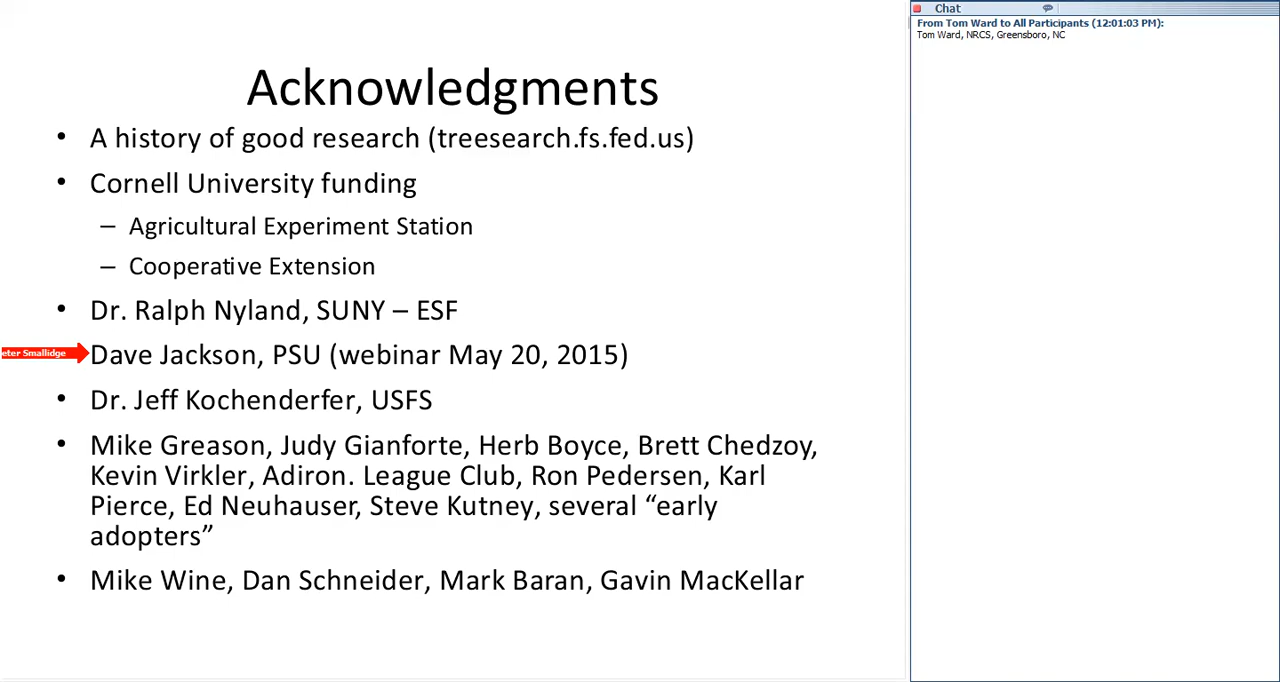 Acknowledgments
• A history of good research (treesearch.fs.fed.us)
• Cornell University funding
– Agricultural Experiment Station
– Cooperative Extension
• Dr. Ralph Nyland, SUNY – ESF
eter Smallidge
Dave Jackson, PSU (webinar May 20, 2015)
• Dr. Jeff Kochenderfer, USFS
• Mike Greason, Judy Gianforte, Herb Boyce, Brett Chedzoy,
Kevin Virkler, Adiron. League Club, Ron Pedersen, Karl
Pierce, Ed Neuhauser, Steve Kutney, several “early
adopters”
• Mike Wine, Dan Schneider, Mark Baran, Gavin MacKellar
Chat
From Tom Ward to All Participants (12:01:03 PM):
Tom Ward, NRCS, Greensboro, NC